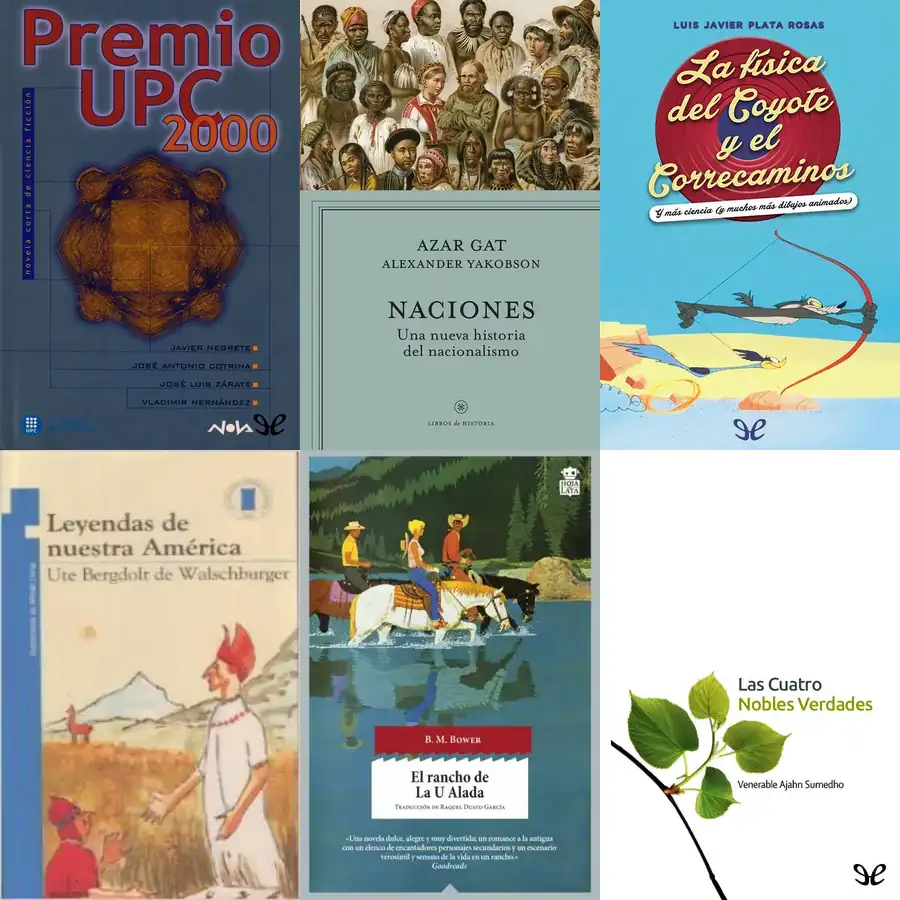 Premio
UPC
2000
novela corta de ciencia ficción
JAVIER NEGRETE
JOSÉ ANTONIO COTRINA
JOSÉ LUIS ZÁRATE
VLADIMIR HERNÁNDEZ
UPC
NOVA
AZAR GAT
ALEXANDER YAKOBSON
NACIONES
Una nueva historia
del nacionalismo
LIBROS de HISTORIA
LUIS JAVIER PLATA ROSAS
La física
del Coyote
y el
Correcaminos
Y más ciencia (y muchos más dibujos animados)
Leyendas de
nuestra América
Ute Bergdolt de Walschburger
HOJA
DE
LATA
B. M. BOWER
El rancho de
La U Alada
TRADUCCIÓN DE RAQUEL DUATO GARCÍA
«Una novela dulce, alegre y muy divertida; un romance a la antigua
con un elenco de encantadores personajes secundarios y un escenario
verosímil y sensato de la vida en un rancho.»
Goodreads
Las Cuatro
Nobles Verdades
Venerable Ajahn Sumedho